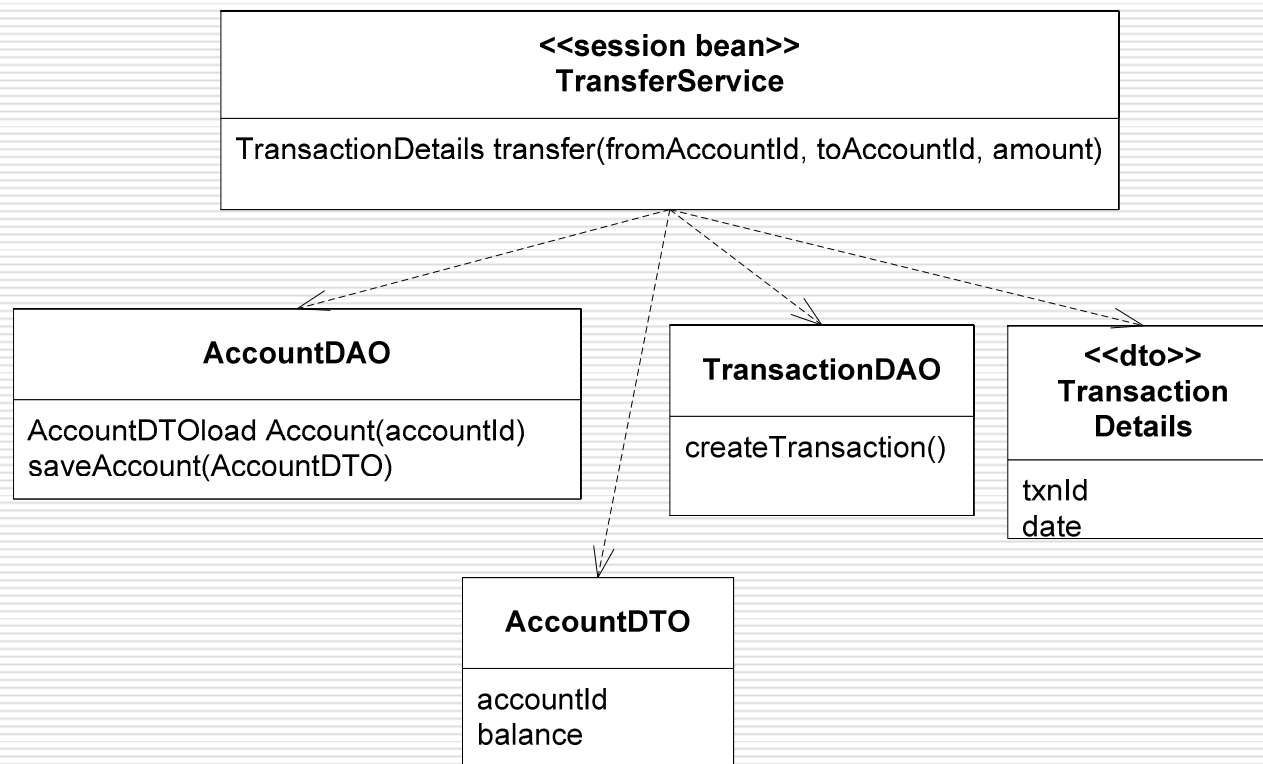 <<session bean>>
TransferService
TransactionDetails transfer(fromAccountId, toAccountId, amount)
AccountDAO
AccountDTOload Account(accountId)
saveAccount(AccountDTO)
TransactionDAO
createTransaction()
<<dto>>
Transaction
Details
txnId
date
AccountDTO
accountId
balance